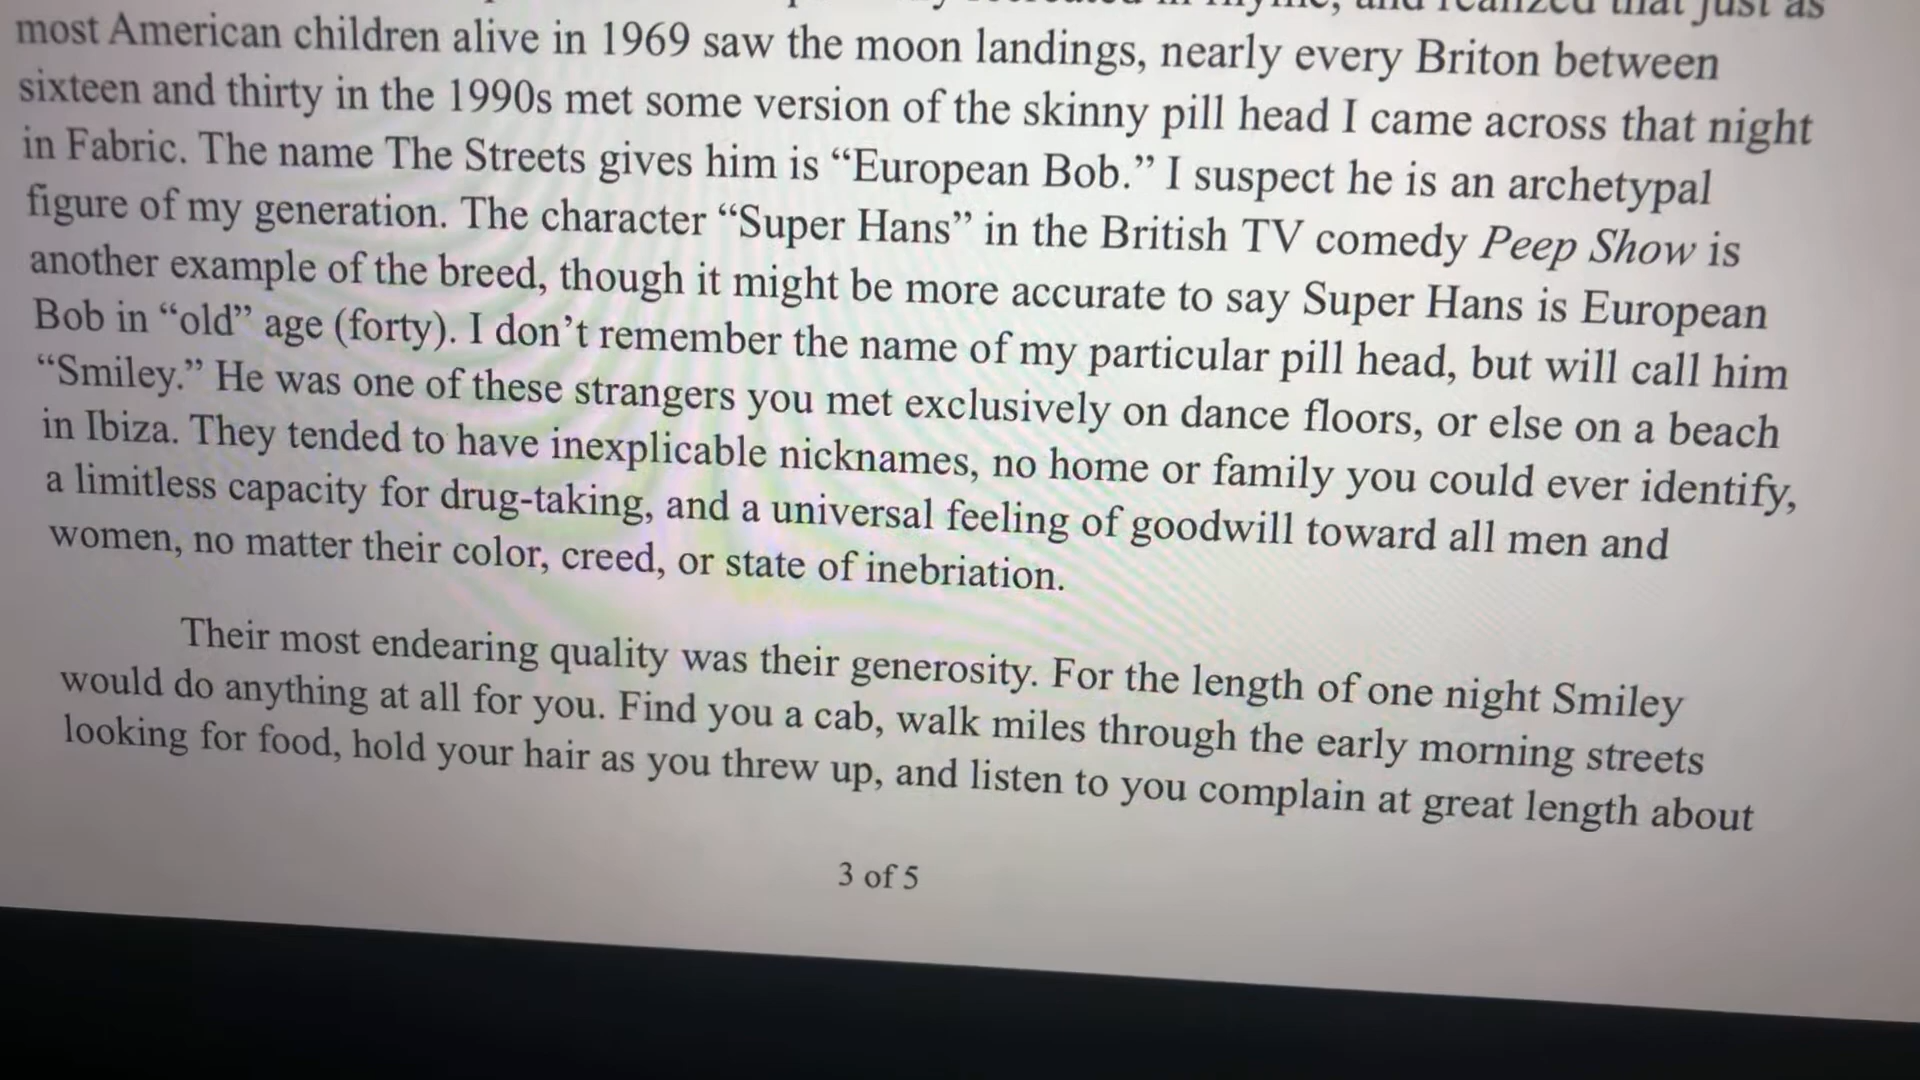 in rhyme, and realized that just as
most American children alive in 1969 saw the moon landings, nearly every Briton between
sixteen and thirty in the 1990s met some version of the skinny pill head I came across that night
in Fabric. The name The Streets gives him is “European Bob.” I suspect he is an archetypal
figure of my generation. The character “Super Hans” in the British TV comedy Peep Show is
another example of the breed, though it might be more accurate to say Super Hans is European
Bob in “old” age (forty). I don’t remember the name of my particular pill head, but will call him
“Smiley.” He was one of these strangers you met exclusively on dance floors, or else on a beach
in Ibiza. They tended to have inexplicable nicknames, no home or family you could ever identify,
a limitless capacity for drug-taking, and a universal feeling of goodwill toward all men and
women, no matter their color, creed, or state of inebriation.
Their most endearing quality was their generosity. For the length of one night Smiley
would do anything at all for you. Find you a cab, walk miles through the early morning streets
looking for food, hold your hair as you threw up, and listen to you complain at great length about
3 of 5